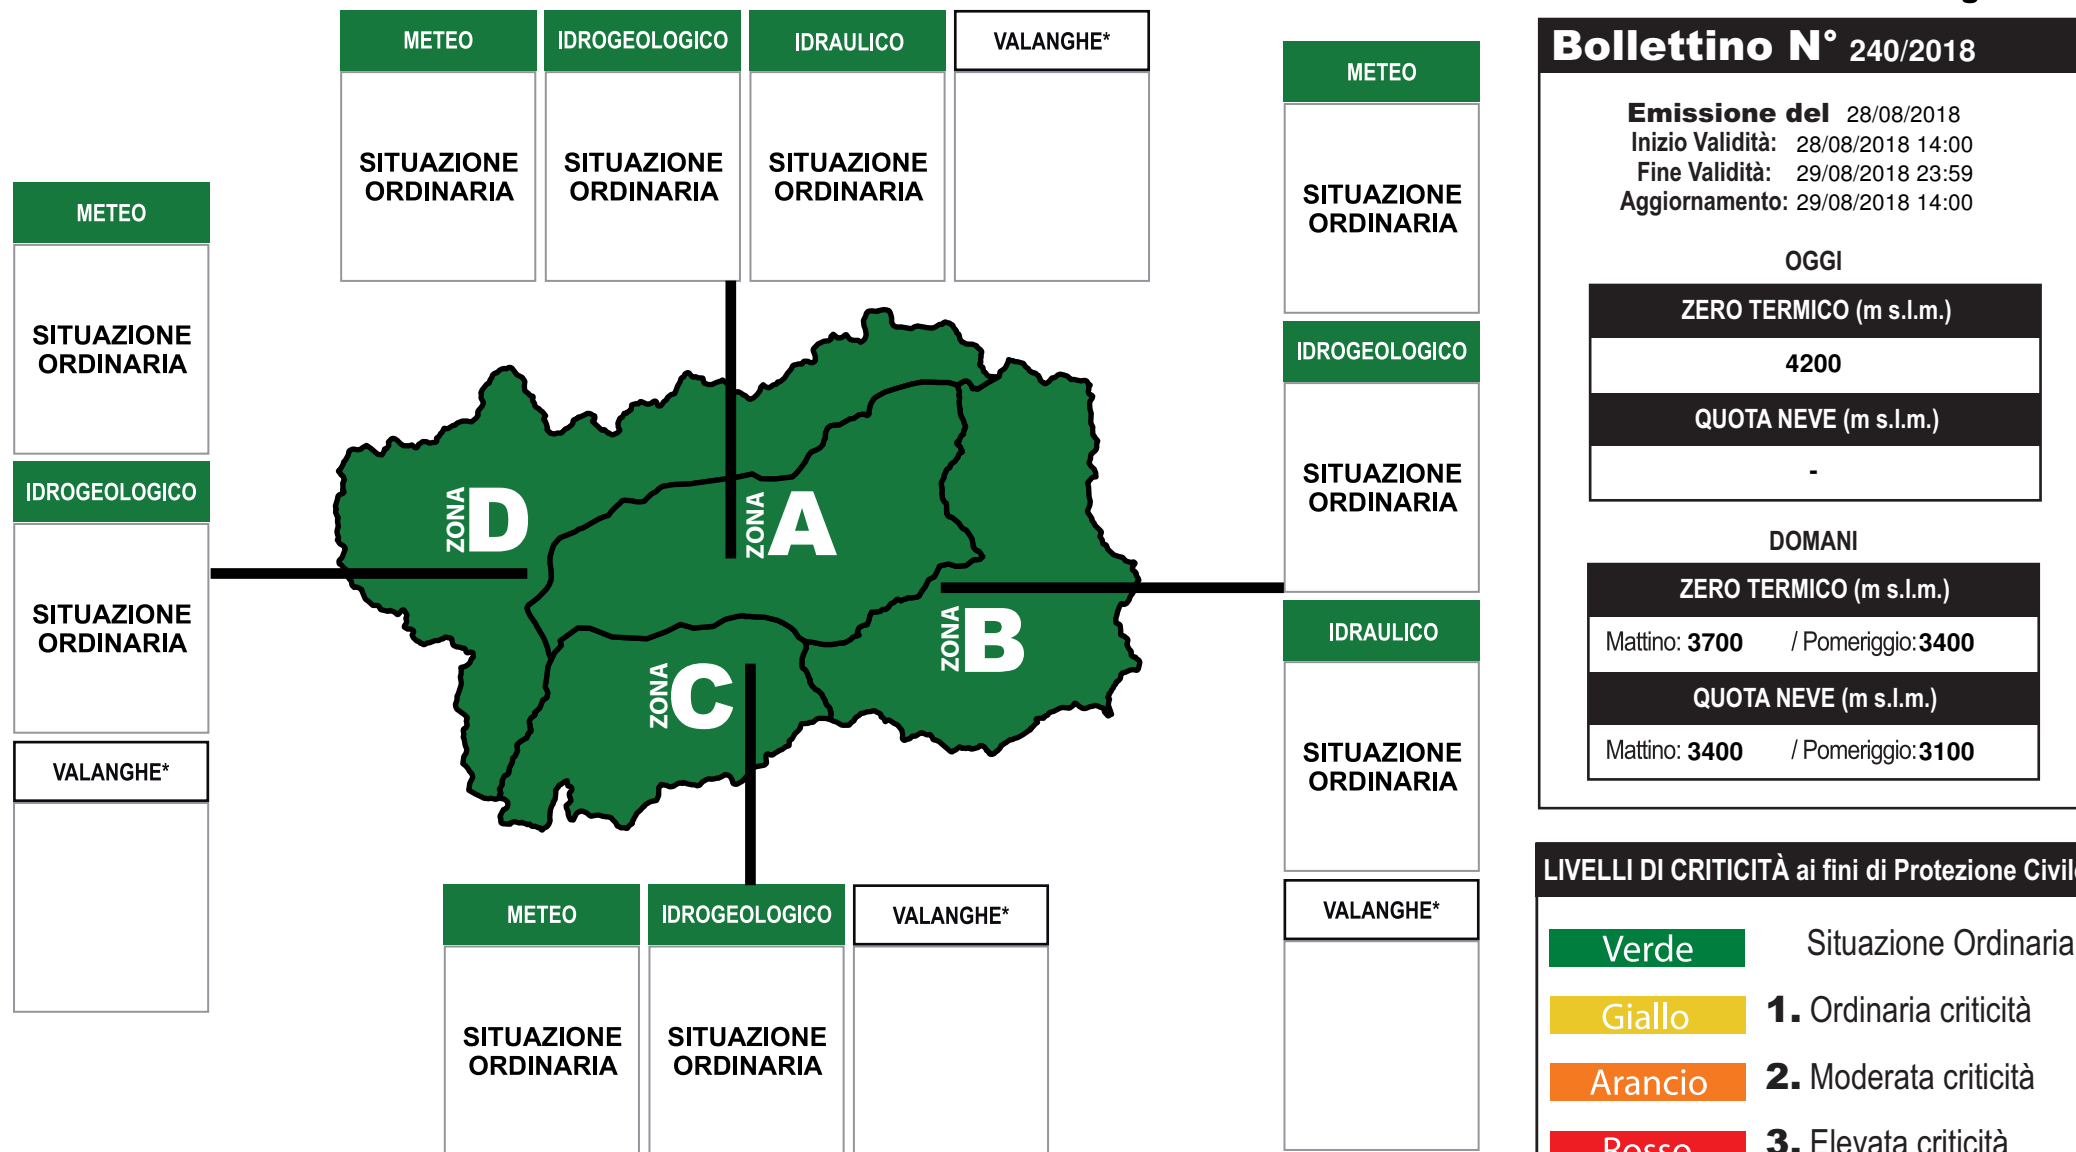 METEO IDROGEOLOGICO IDRAULICO VALANGHE*
SITUAZIONE ORDINARIA
SITUAZIONE ORDINARIA
SITUAZIONE ORDINARIA
METEO
SITUAZIONE
ORDINARIA
IDROGEOLOGICO
SITUAZIONE
ORDINARIA
VALANGHE*
ZONA D
ZONA A
ZONA B
ZONA C
METEO
SITUAZIONE
ORDINARIA
IDROGEOLOGICO
SITUAZIONE
ORDINARIA
IDRAULICO
SITUAZIONE
ORDINARIA
VALANGHE*
METEO IDROGEOLOGICO VALANGHE*
SITUAZIONE ORDINARIA
SITUAZIONE ORDINARIA
Bollettino N° 240/2018
Emissione del 28/08/2018
Inizio Validità: 28/08/2018 14:00
Fine Validità: 29/08/2018 23:59
Aggiornamento: 29/08/2018 14:00
OGGI
ZERO TERMICO (m s.l.m.)
4200
QUOTA NEVE (m s.l.m.)
-
DOMANI
ZERO TERMICO (m s.l.m.)
Mattino: 3700 / Pomeriggio: 3400
QUOTA NEVE (m s.l.m.)
Mattino: 3400 / Pomeriggio: 3100
LIVELLI DI CRITICITÀ ai fini di Protezione Civile
Verde Situazione Ordinaria
Giallo 1. Ordinaria criticità
Arancio 2. Moderata criticità
Rosso 3. Elevata criticità